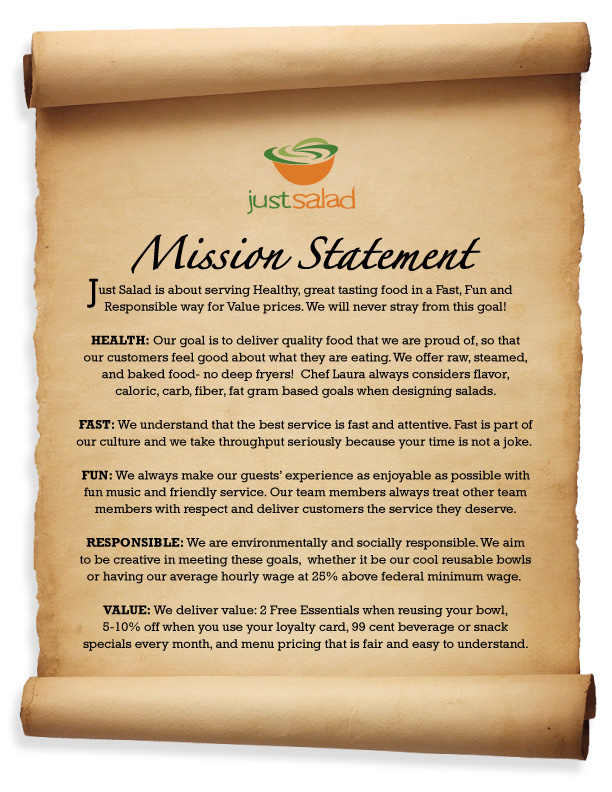 justsalad
Mission Statement
Just Salad is about serving Healthy, great tasting food in a Fast, Fun and
Responsible way for Value prices. We will never stray from this goal!
HEALTH: Our goal is to deliver quality food that we are proud of, so that
our customers feel good about what they are eating. We offer raw, steamed,
and baked food- no deep fryers! Chef Laura always considers flavor,
caloric, carb, fiber, fat gram based goals when designing salads.
FAST: We understand that the best service is fast and attentive. Fast is part of
our culture and we take throughput seriously because your time is not a joke.
FUN: We always make our guests' experience as enjoyable as possible with
fun music and friendly service. Our team members always treat other team
members with respect and deliver customers the service they deserve.
RESPONSIBLE: We are environmentally and socially responsible. We aim
to be creative in meeting these goals, whether it be our cool reusable bowls
or having our average hourly wage at 25% above federal minimum wage.
VALUE: We deliver value: 2 Free Essentials when reusing your bowl,
5-10% off when you use your loyalty card, 99 cent beverage or snack
specials every month, and menu pricing that is fair and easy to understand.